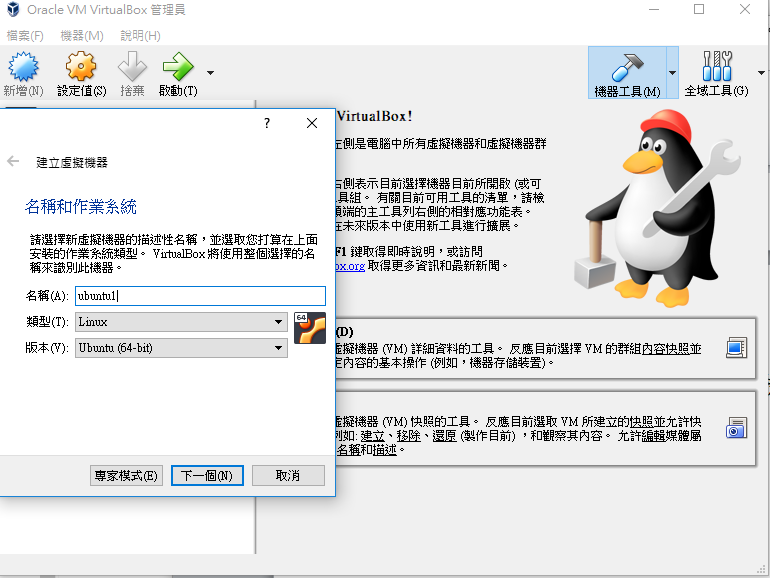 Oracle VM VirtualBox 管理員
檔案(F) 機器(M) 說明(H)
新增(N) 設定值(S) 捨棄 啟動(T) 機器工具(M) 全域工具(G)
?
建立虛擬機器
名稱和作業系統
請選擇新虛擬機器的描述性名稱，並選取您打算在上面
安裝的作業系統類型。 VirtualBox 將使用整個選擇的名
稱來識別此機器。
名稱(A): ubuntu1
類型(T): Linux
64
版本(V): Ubuntu (64-bit)
專家模式(E) 下一個(N) 取消
VirtualBox!
左側是電腦中所有虛擬機器和虛擬機器群
右側表示目前選擇機器目前所開啟 (或可
具組。 有關目前可用工具的清單，請檢
頂端的主工具列右側的相對應功能表。
在未來版本中使用新工具進行擴展。
F1 鍵取得即時說明，或訪問
ox.org 取得更多資訊和最新新聞。
(D)
虛擬機器 (VM) 詳細資料的工具。 反應目前選擇 VM 的群組內容快照並
定內容的基本操作 (例如，機器存儲裝置)。
虛擬機器 (VM) 快照的工具。 反應目前選取 VM 所建立的快照並允許快
例如: 建立、移除、還原 (製作目前) ，和觀察其內容。 允許編輯媒體屬
名稱和描述。